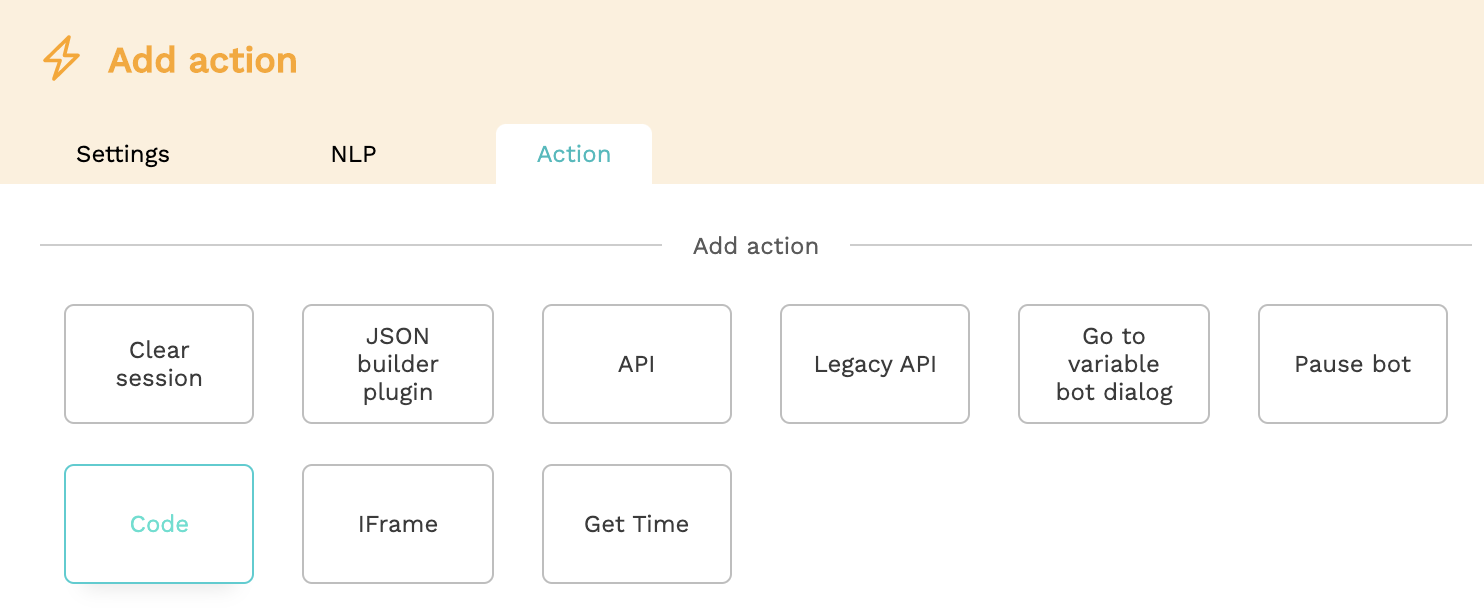 Add action
Settings
NLP
Action
Add action
Clear
session
JSON
builder
plugin
API
Legacy API
Go to
variable
bot dialog
Pause bot
Code
IFrame
Get Time